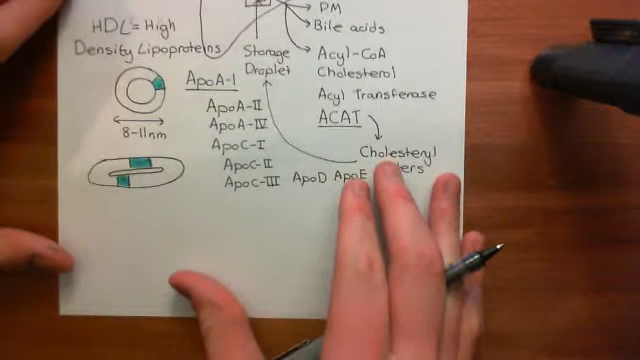 HDL = High
Density Lipoproteins
8-11nm
ApoA-I
ApoA-II
ApoA-IV
ApoC-I
ApoC-II
ApoC-III ApoD ApoE
Storage
Droplet
PM
Bile acids
Acyl-CoA
Cholesterol
Acyl Transferase
ACAT
Cholesteryl